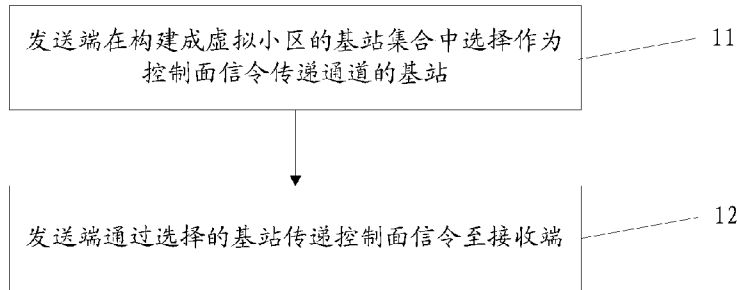 发送端在构建成虚拟小区的基站集合中选择作为
控制面信令传递通道的基站
11
发送端通过选择的基站传递控制面信令至接收端
12